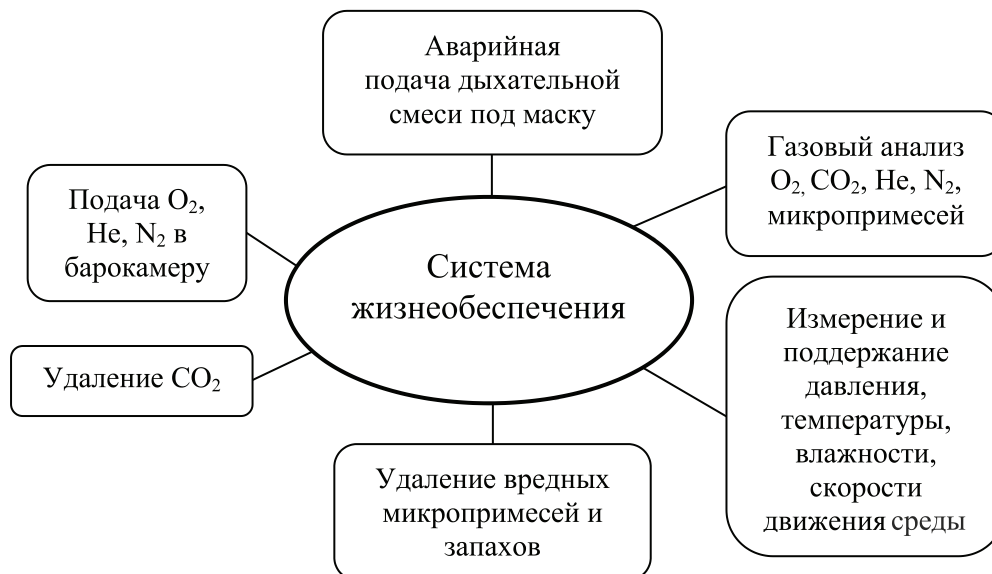 Аварийная
подача дыхательной
смеси под маску
Газовый анализ
O₂, CO₂, He, N₂,
микропримесей
Подача O₂,
He, N₂ в
барокамеру
Система
жизнеобеспечения
Измерение и
поддержание
давления,
температуры,
влажности,
скорости
движения среды
Удаление CO₂
Удаление вредных
микропримесей и
запахов